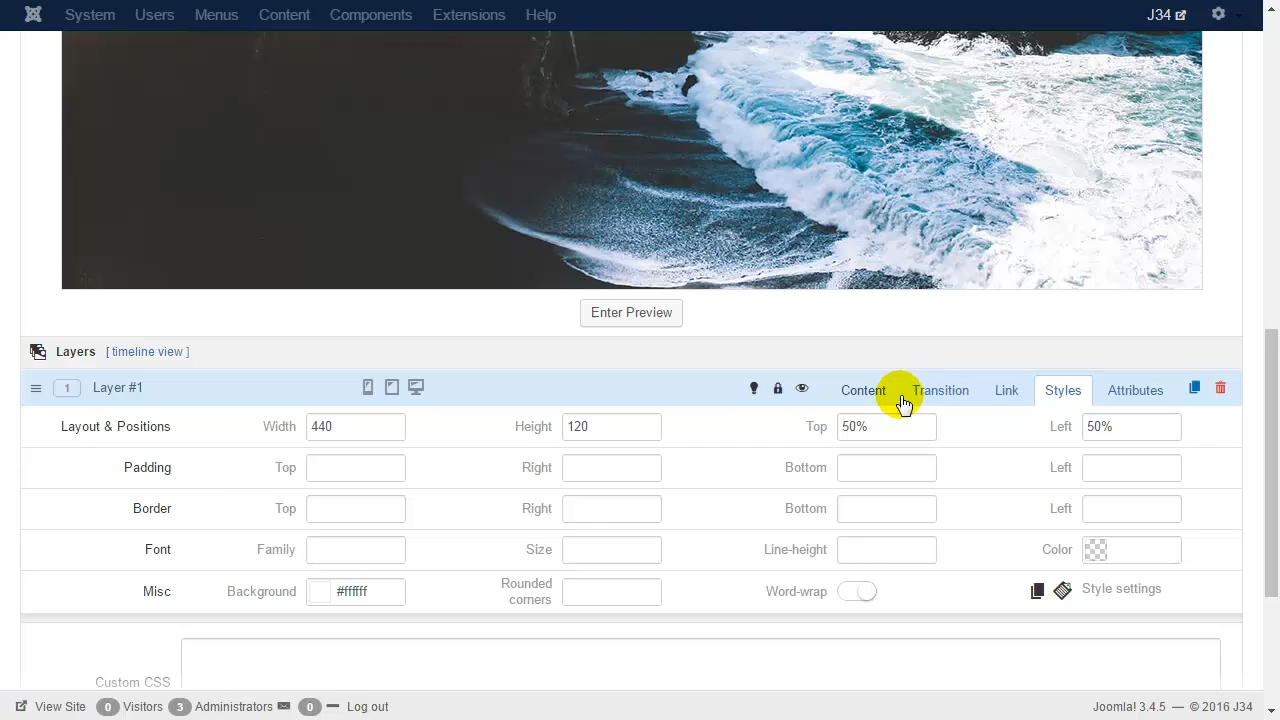 System Users Menus Content Components Extensions Help J34
Enter Preview
Layers [ timeline view ]
1 Layer #1 Content Transition Link Styles Attributes
Layout & Positions Width 440 Height 120 Top 50% Left 50%
Padding Top Right Bottom Left
Border Top Right Bottom Left
Font Family Size Line-height Color
Misc Background #ffffff Rounded corners Word-wrap Style settings
Custom CSS
View Site 0 Visitors 3 Administrators 0 Log out Joomla! 3.4.5 — © 2016 J34